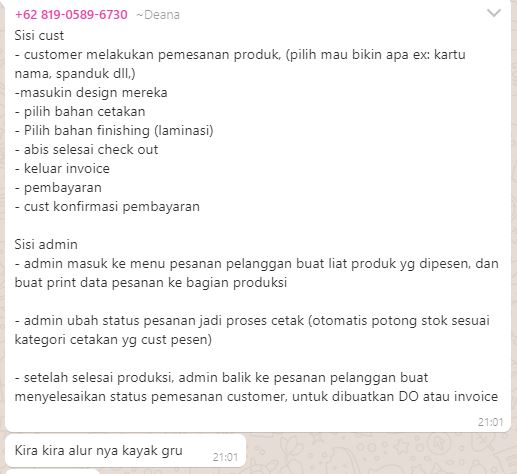 +62 819-0589-6730 ~Deana
Sisi cust
- customer melakukan pemesanan produk, (pilih mau bikin apa ex: kartu
nama, spanduk dll,)
-masukin design mereka
- pilih bahan cetakan
- Pilih bahan finishing (laminasi)
- abis selesai check out
- keluar invoice
- pembayaran
- cust konfirmasi pembayaran
Sisi admin
- admin masuk ke menu pesanan pelanggan buat liat produk yg dipesen, dan
buat print data pesanan ke bagian produksi
- admin ubah status pesanan jadi proses cetak (otomatis potong stok sesuai
kategori cetakan yg cust pesen)
- setelah selesai produksi, admin balik ke pesanan pelanggan buat
menyelesaikan status pemesanan customer, untuk dibuatkan DO atau invoice
21:01
Kira kira alur nya kayak gru
21:01